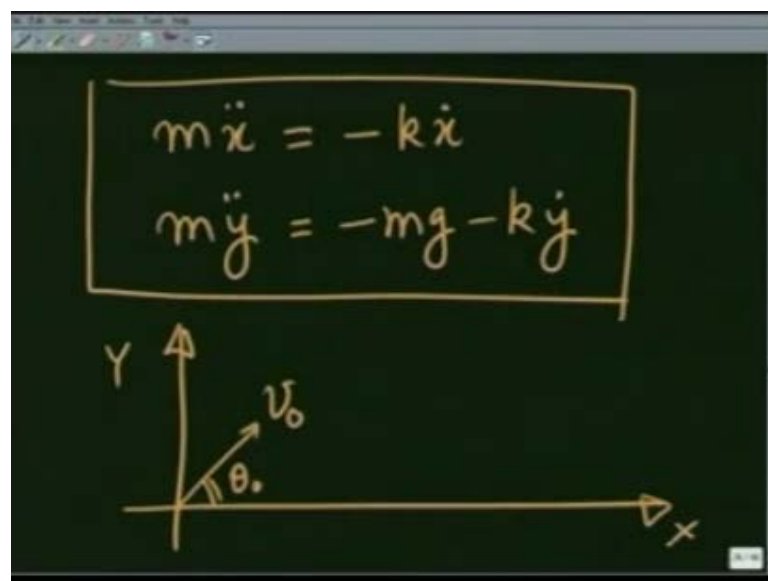 mẍ = -kẋ
mÿ = -mg - kẏ
Y
v₀
θ₀
X